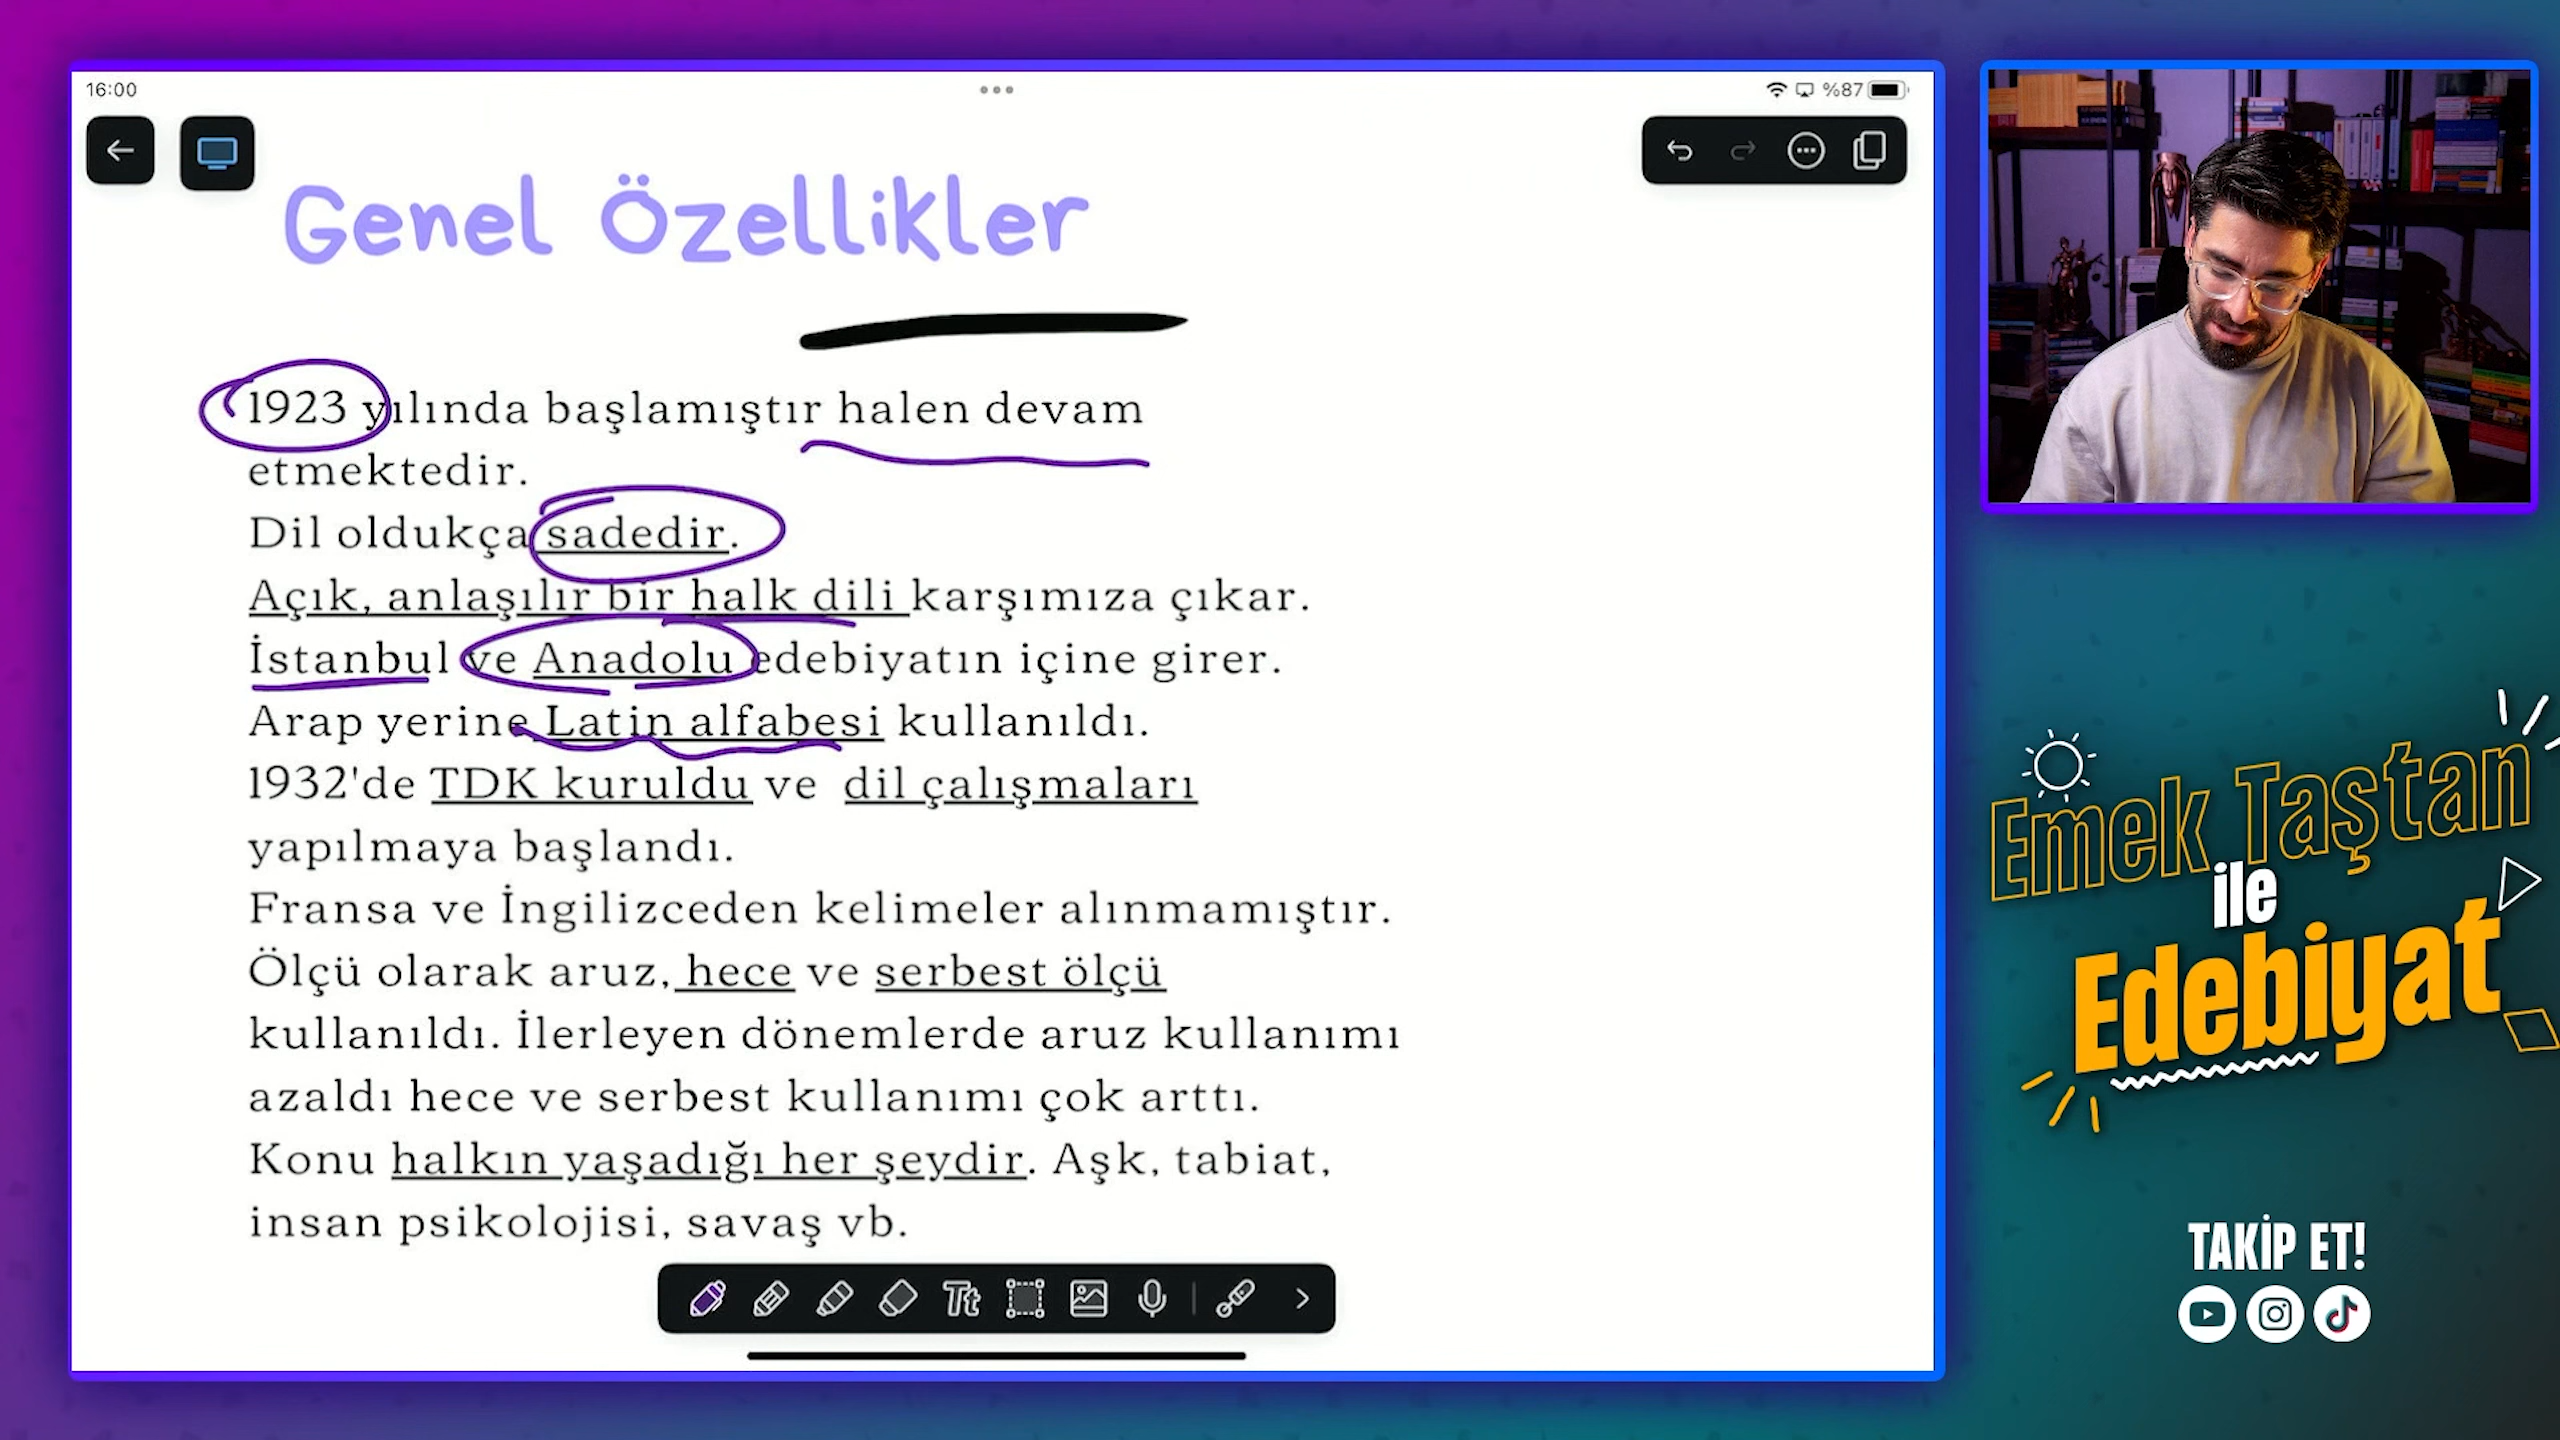 16:00
%87
Genel Özellikler
1923 yılında başlamıştır halen devam
etmektedir.
Dil oldukça sadedir.
Açık, anlaşılır bir halk dili karşımıza çıkar.
İstanbul ve Anadolu edebiyatın içine girer.
Arap yerine Latin alfabesi kullanıldı.
1932'de TDK kuruldu ve dil çalışmaları
yapılmaya başlandı.
Fransa ve İngilizceden kelimeler alınmamıştır.
Ölçü olarak aruz, hece ve serbest ölçü
kullanıldı. İlerleyen dönemlerde aruz kullanımı
azaldı hece ve serbest kullanımı çok arttı.
Konu halkın yaşadığı her şeydir. Aşk, tabiat,
insan psikolojisi, savaş vb.
Tt
Emek Taştan
ile
Edebiyat
TAKİP ET!